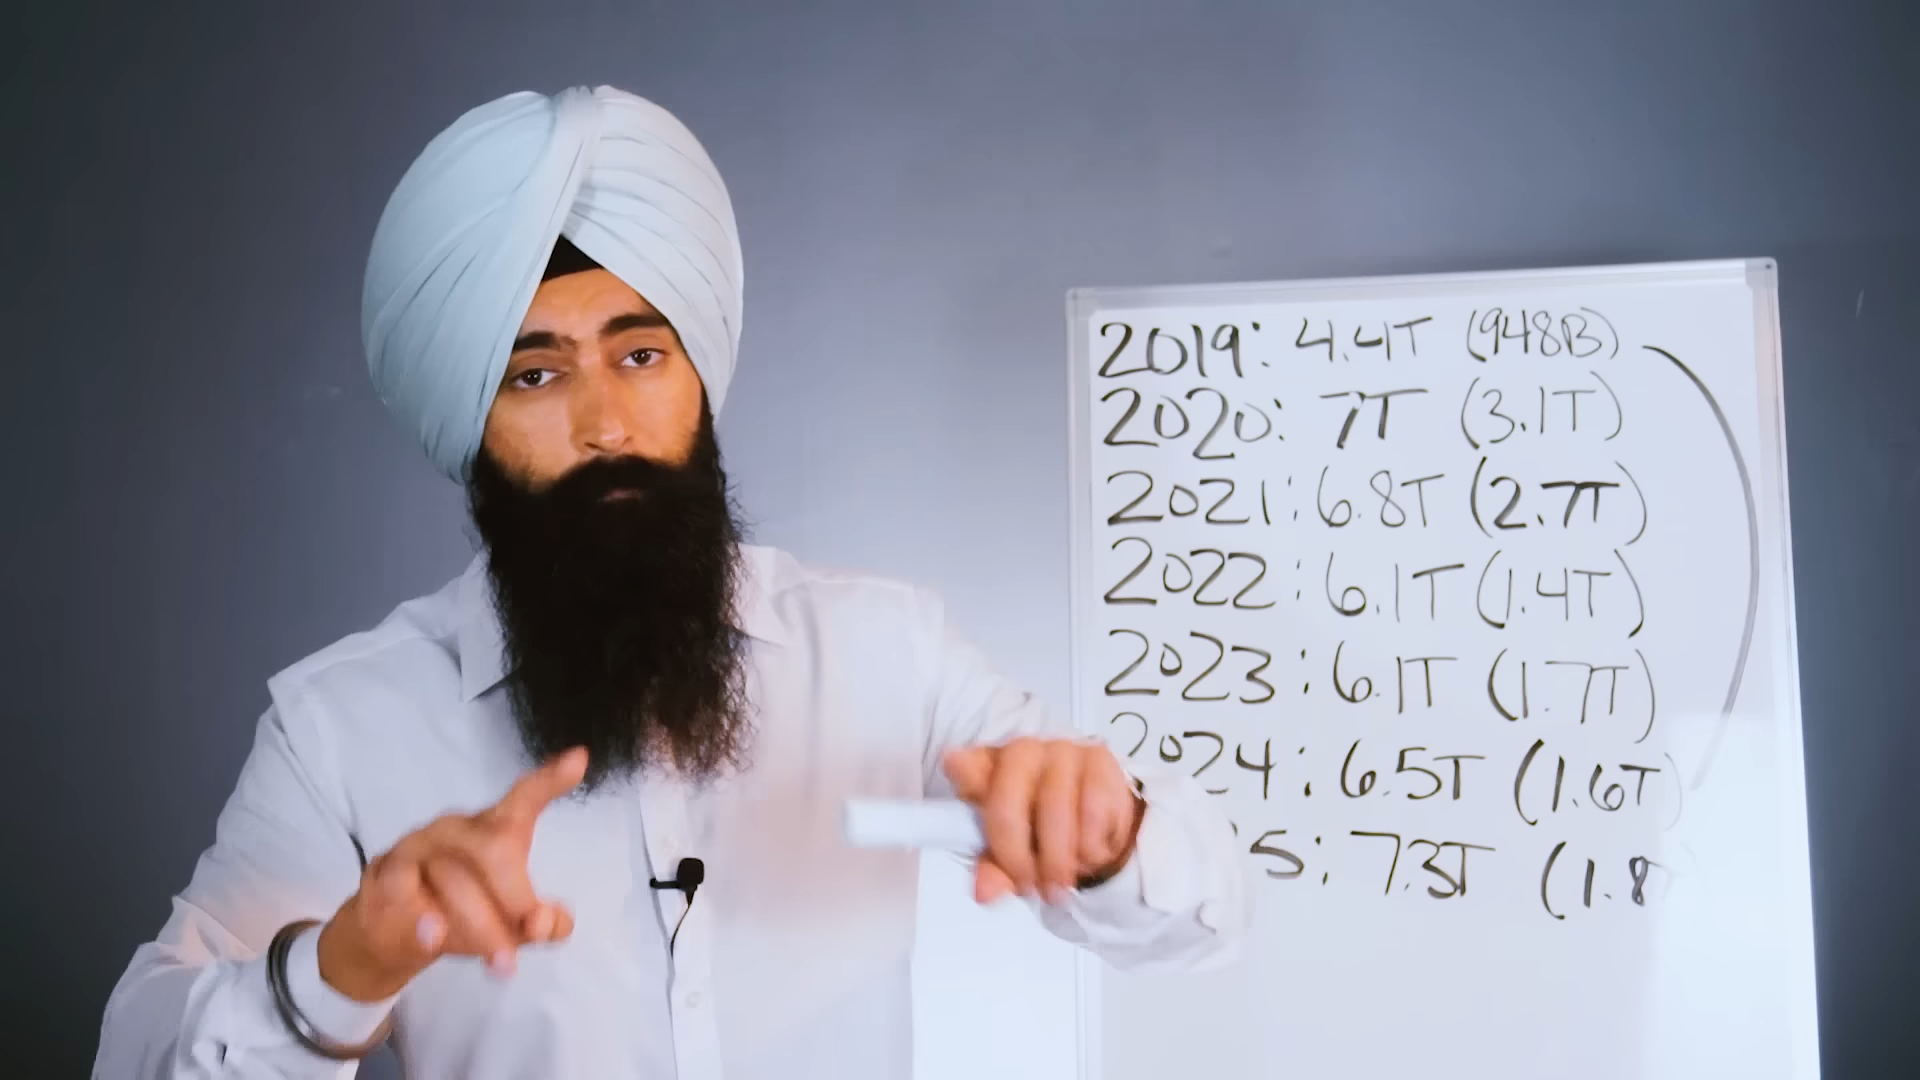 2019: 4.4T (948B)
2020: 7T (3.1T)
2021: 6.8T (2.7T)
2022: 6.1T (1.4T)
2023: 6.1T (1.7T)
2024: 6.5T (1.6T)
5: 7.3T (1.8